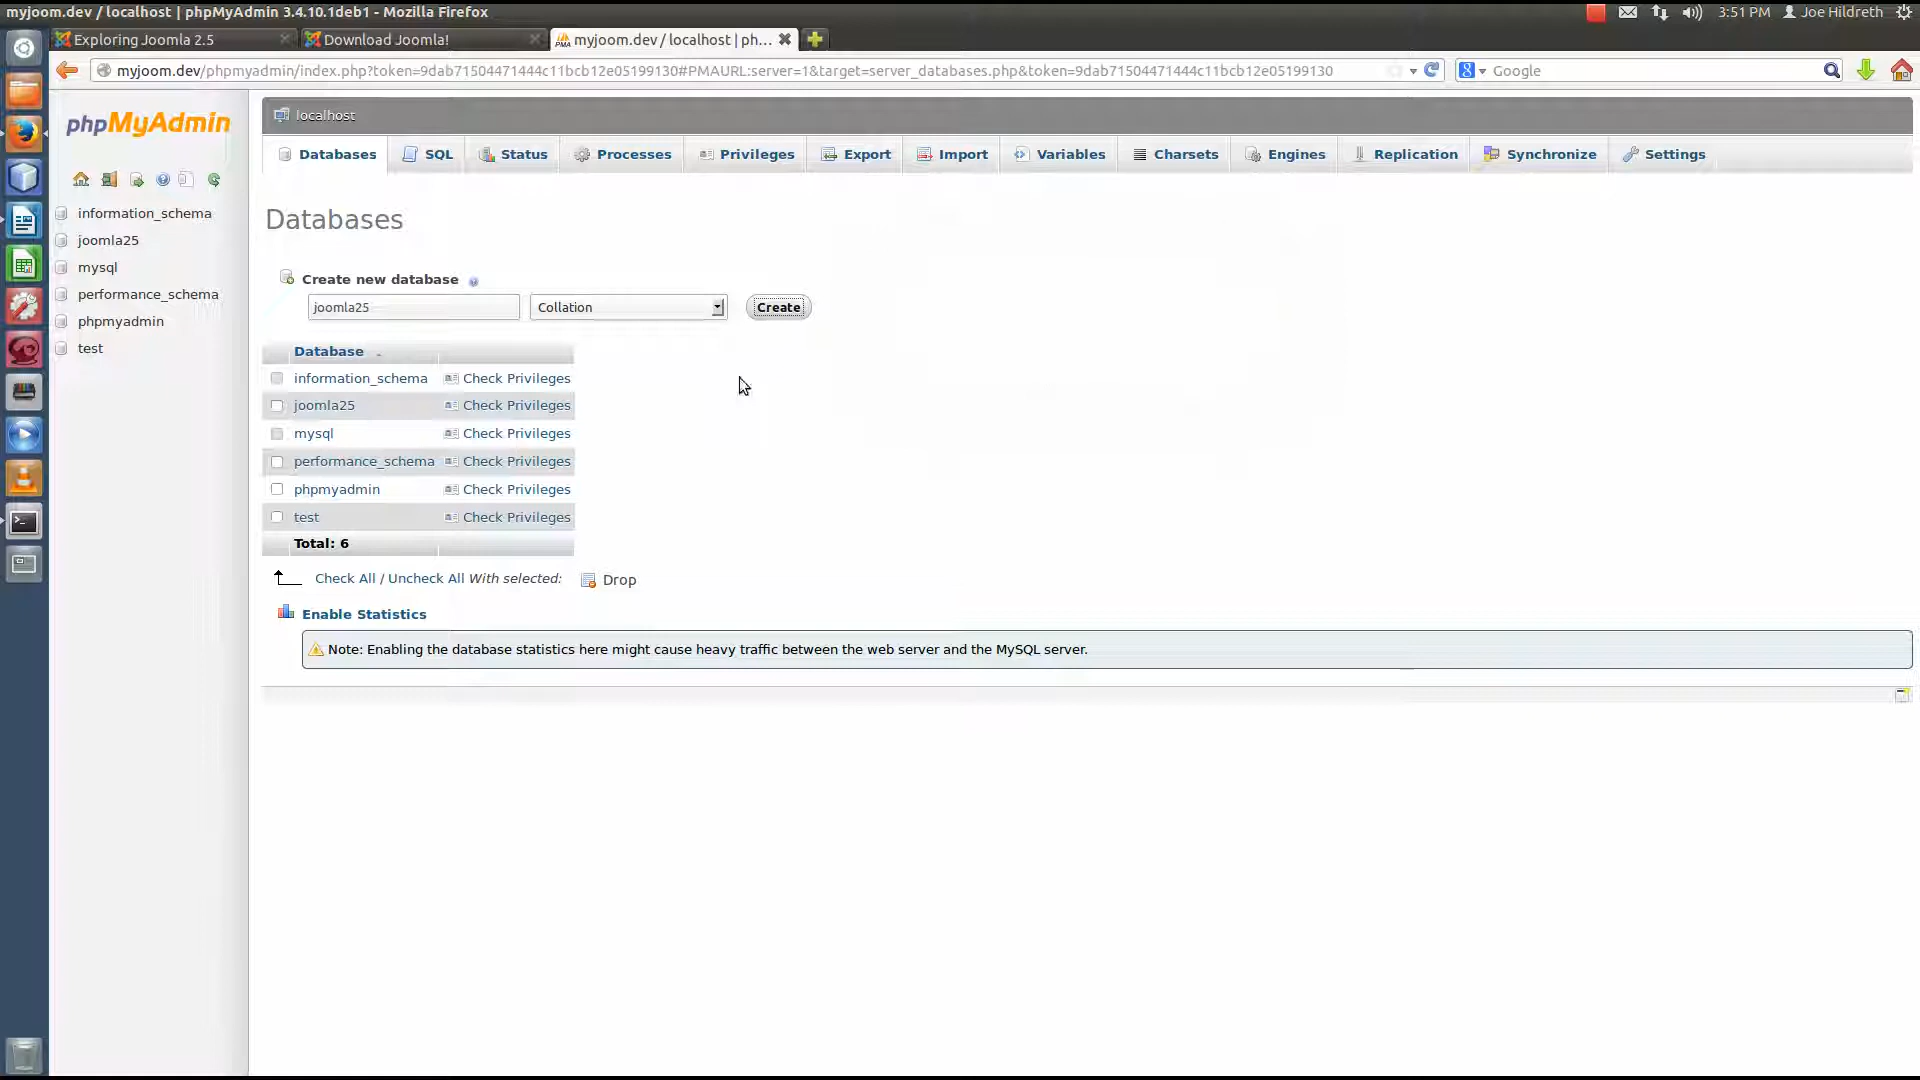 myjoom.dev / localhost | phpMyAdmin 3.4.10.1deb1 - Mozilla Firefox
3:51 PM Joe Hildreth
Exploring Joomla 2.5
Download Joomla!
myjoom.dev / localhost | ph...
myjoom.dev/phpmyadmin/index.php?token=9dab71504471444c11bcb12e05199130#PMAURL:server=1&target=server_databases.php&token=9dab71504471444c11bcb12e05199130
Google
phpMyAdmin
information_schema
joomla25
mysql
performance_schema
phpmyadmin
test
localhost
Databases SQL Status Processes Privileges Export Import Variables Charsets Engines Replication Synchronize Settings
Databases
Create new database
joomla25 Collation Create
Database
information_schema Check Privileges
joomla25 Check Privileges
mysql Check Privileges
performance_schema Check Privileges
phpmyadmin Check Privileges
test Check Privileges
Total: 6
Check All / Uncheck All With selected: Drop
Enable Statistics
Note: Enabling the database statistics here might cause heavy traffic between the web server and the MySQL server.